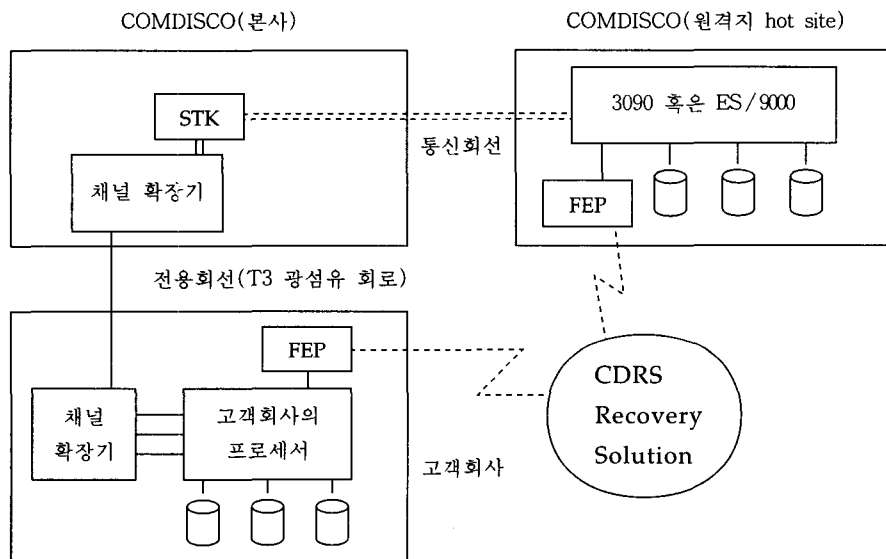 COMDISCO(본사)
COMDISCO(원격지 hot site)
STK
채널 확장기
통신회선
3090 혹은 ES/9000
FEP
전용회선(T3 광섬유 회로)
FEP
채널
확장기
고객회사의
프로세서
고객회사
CDRS
Recovery
Solution